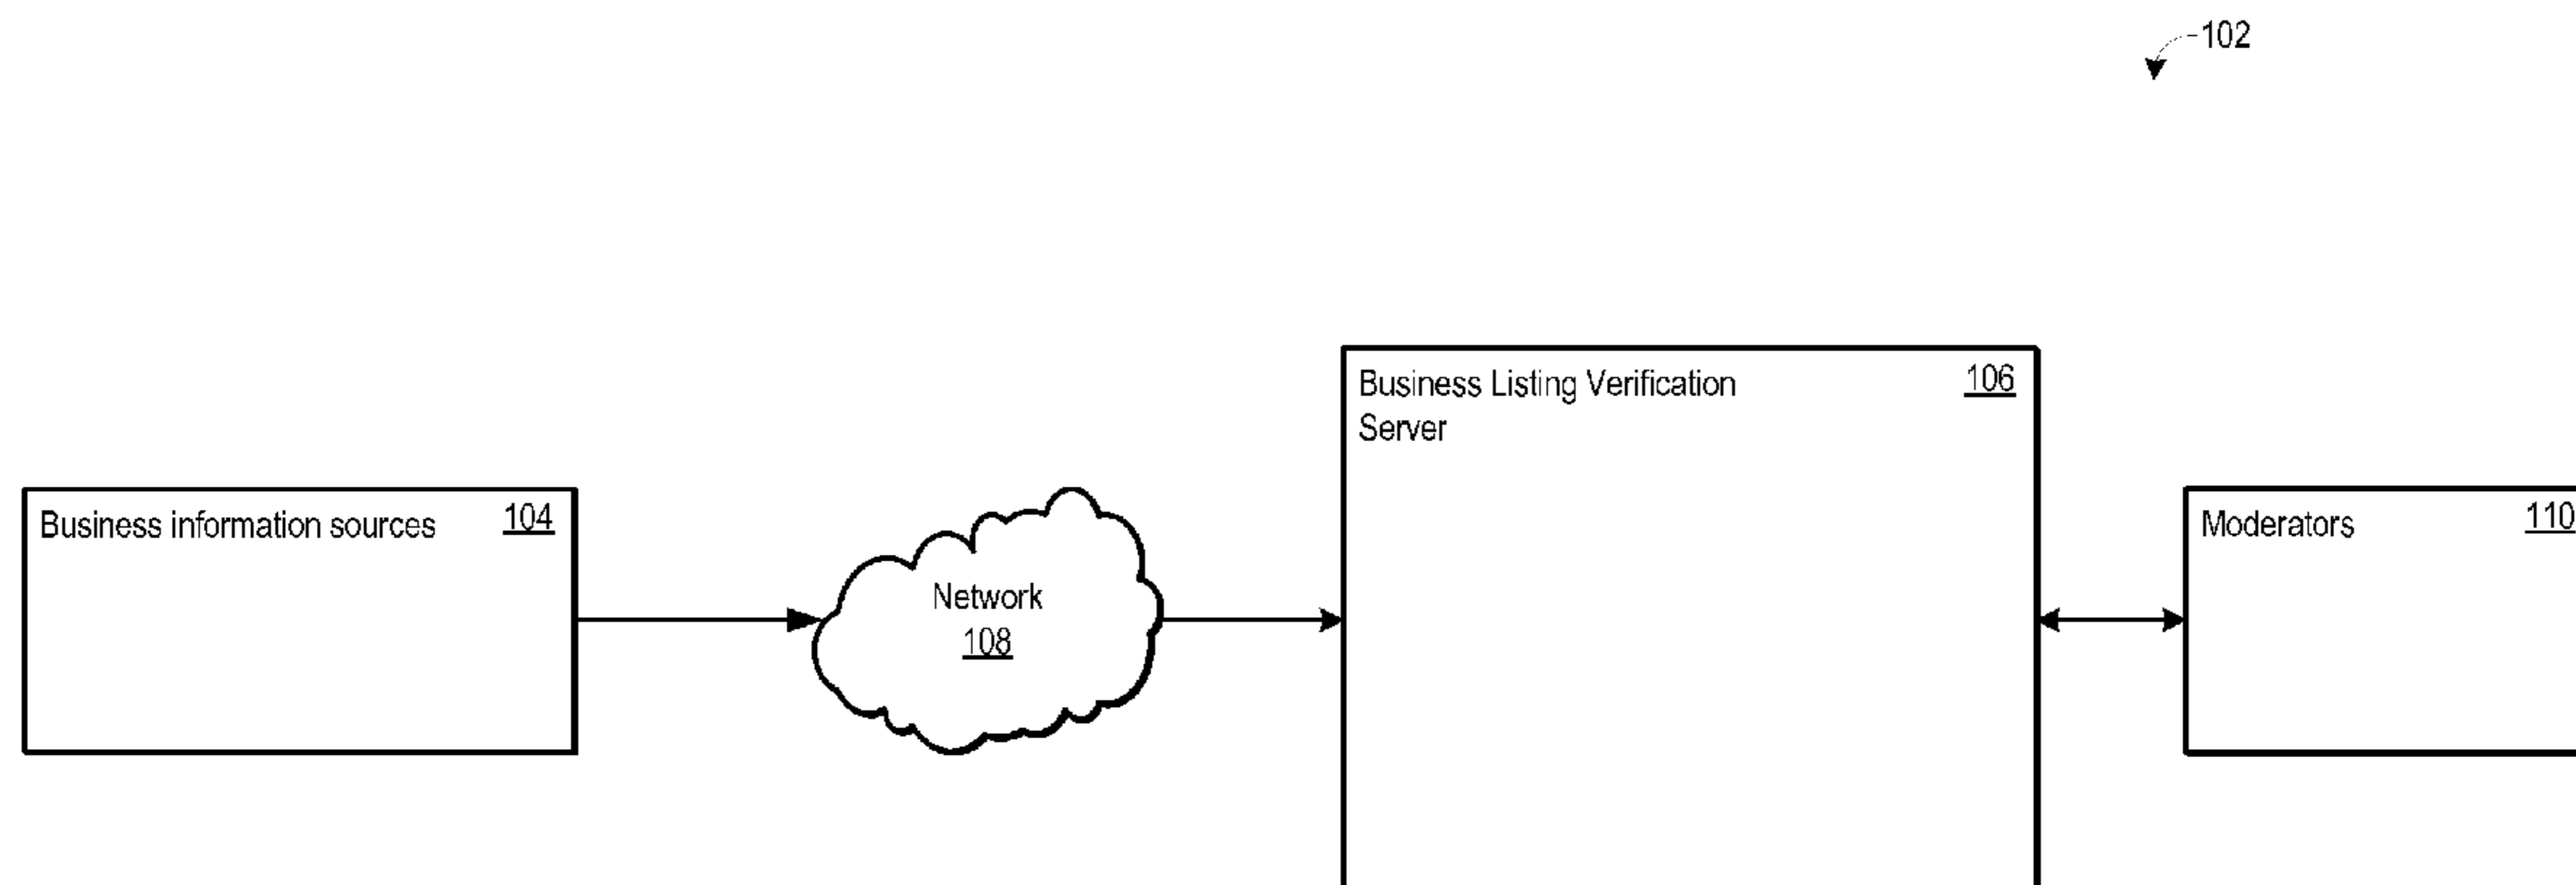 102
Business Listing Verification 106
Server
Business information sources 104
Moderators 110
Network
108